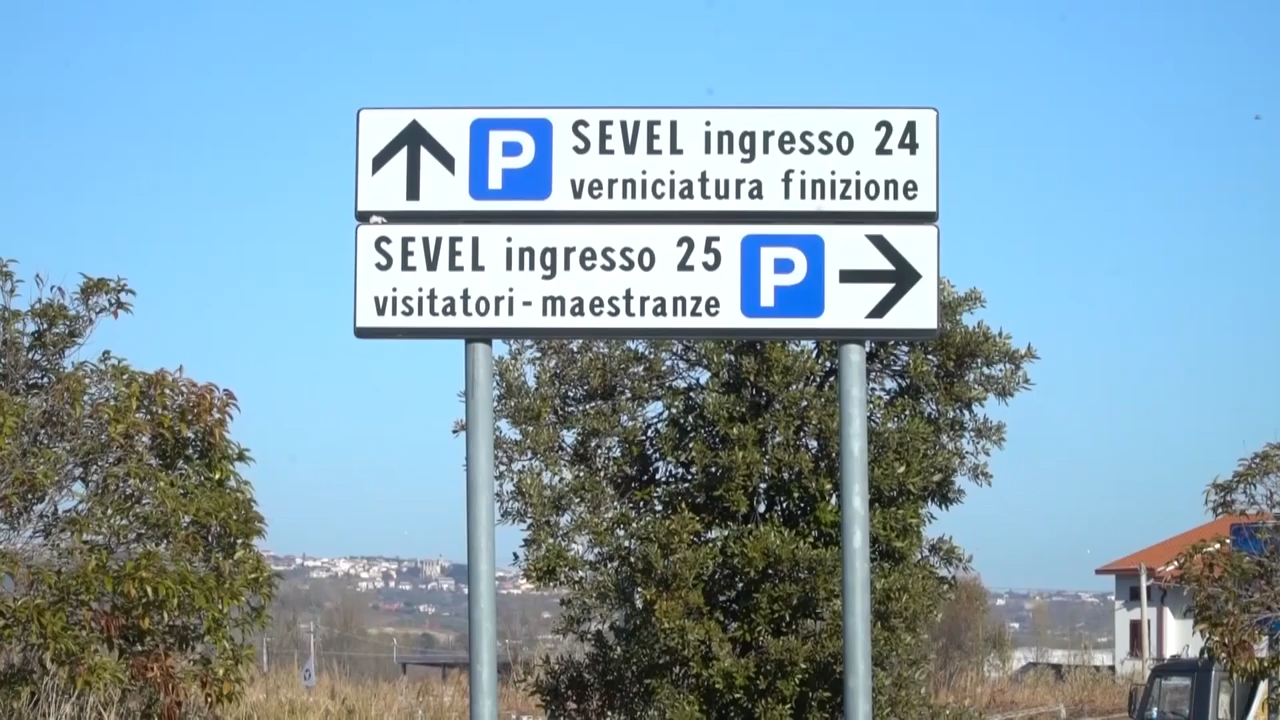 P SEVEL ingresso 24
verniciatura finizione
SEVEL ingresso 25 P
visitatori - maestranze